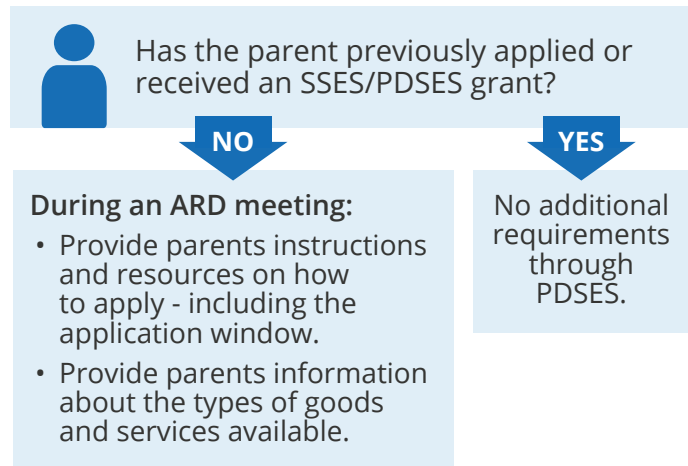 Has the parent previously applied or
received an SSES/PDSES grant?
NO
YES
During an ARD meeting:
• Provide parents instructions
and resources on how
to apply - including the
application window.
• Provide parents information
about the types of goods
and services available.
No additional
requirements
through
PDSES.